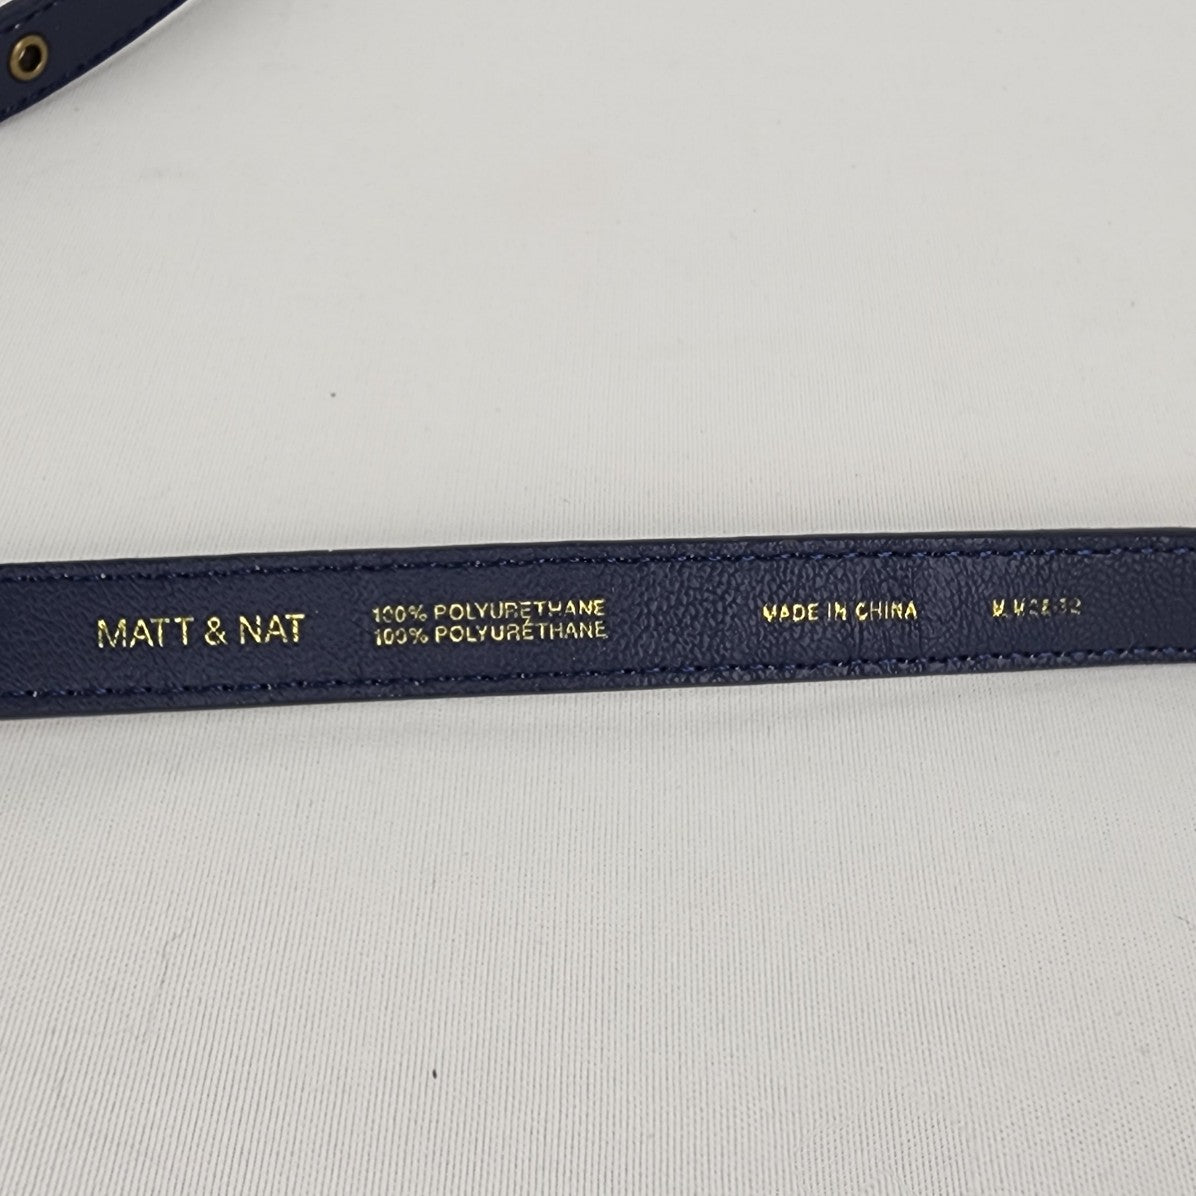 MATT & NAT
100% POLYURETHANE
100% POLYURÉTHANE
MADE IN CHINA